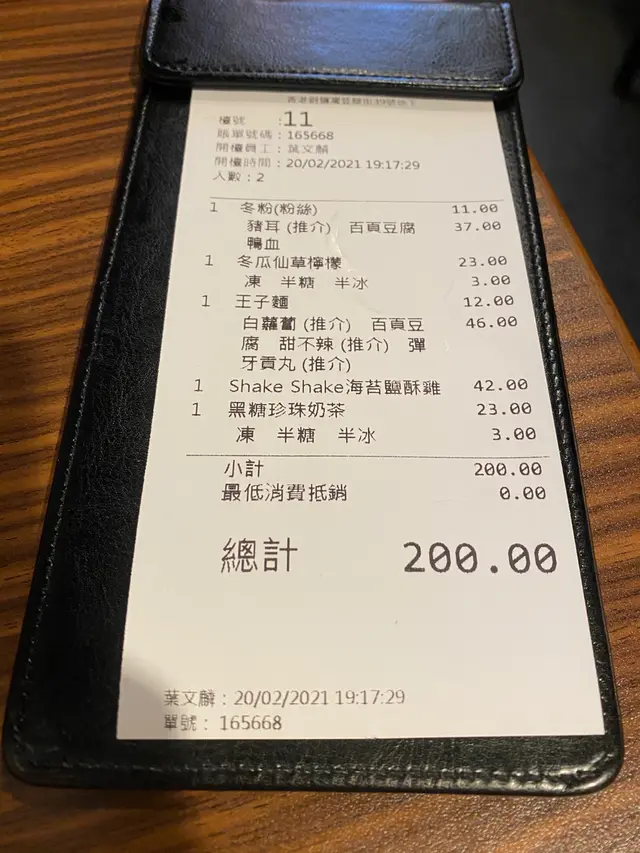 檯號 :11
賬單號碼：165668
開檯員工：葉文麟
開檯時間：20/02/2021 19:17:29
人數：2
1 冬粉(粉絲) 11.00
豬耳 (推介) 百頁豆腐 37.00
鴨血
1 冬瓜仙草檸檬 23.00
凍 半糖 半冰 3.00
1 王子麵 12.00
白蘿蔔 (推介) 百頁豆 46.00
腐 甜不辣 (推介) 彈
牙貢丸 (推介)
1 Shake Shake海苔鹽酥雞 42.00
1 黑糖珍珠奶茶 23.00
凍 半糖 半冰 3.00
小計 200.00
最低消費抵銷 0.00
總計 200.00
葉文麟：20/02/2021 19:17:29
單號：165668